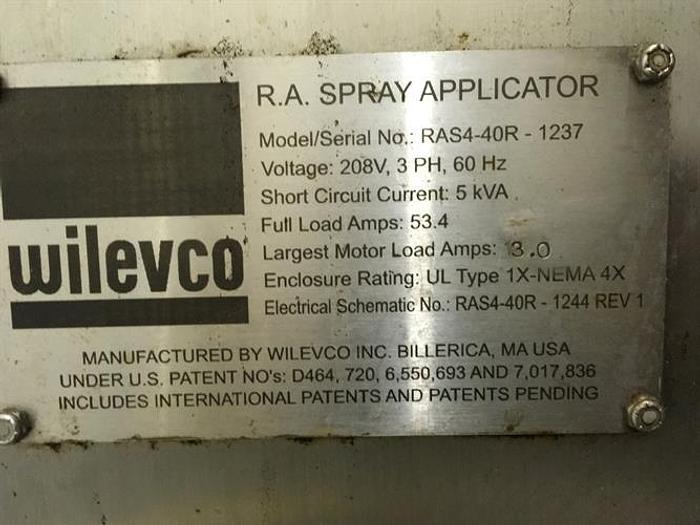 wilevco
R.A. SPRAY APPLICATOR
Model/Serial No.: RAS4-40R - 1237
Voltage: 208V, 3 PH, 60 Hz
Short Circuit Current: 5 kVA
Full Load Amps: 53.4
Largest Motor Load Amps: 3.0
Enclosure Rating: UL Type 1X-NEMA 4X
Electrical Schematic No.: RAS4-40R - 1244 REV 1
MANUFACTURED BY WILEVCO INC. BILLERICA, MA USA
UNDER U.S. PATENT NO's: D464, 720, 6,550,693 AND 7,017,836
INCLUDES INTERNATIONAL PATENTS AND PATENTS PENDING